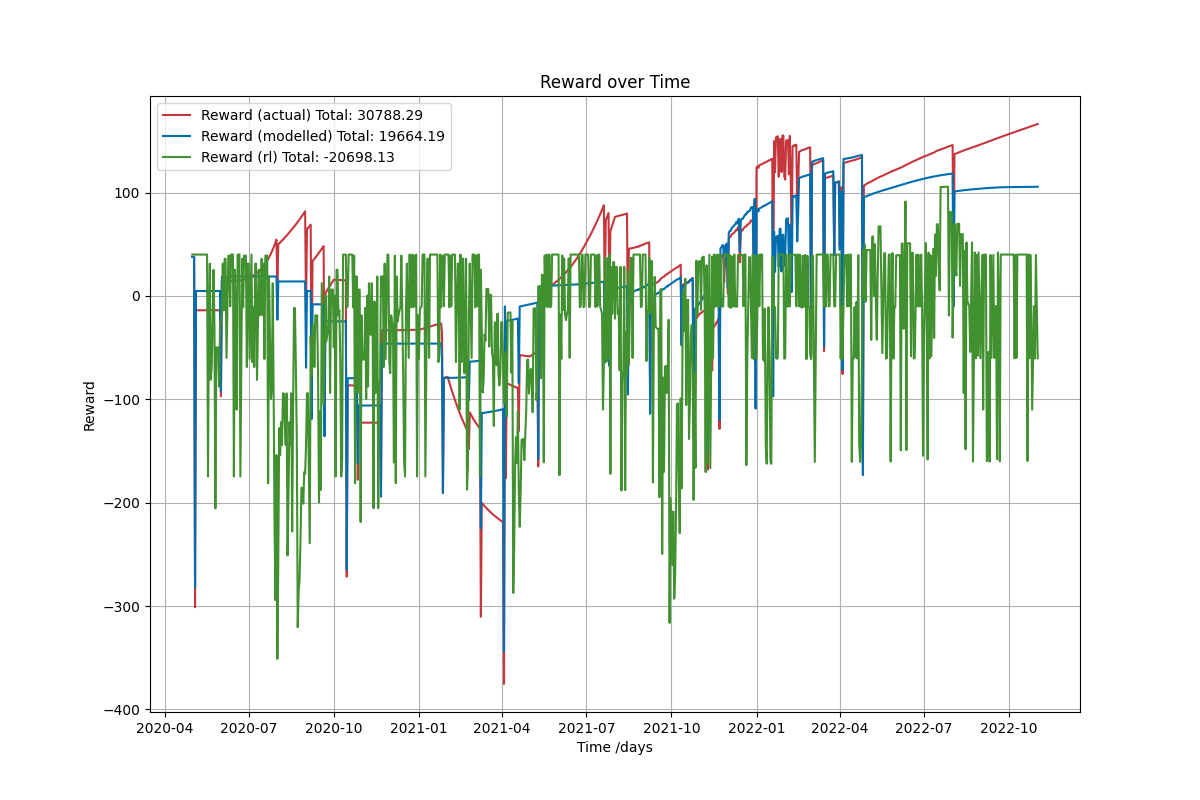 Reward over Time
Reward (actual) Total: 30788.29
Reward (modelled) Total: 19664.19
Reward (rl) Total: -20698.13
100
0
−100
−200
−300
−400
Reward
2020-04 2020-07 2020-10 2021-01 2021-04 2021-07 2021-10 2022-01 2022-04 2022-07 2022-10
Time /days